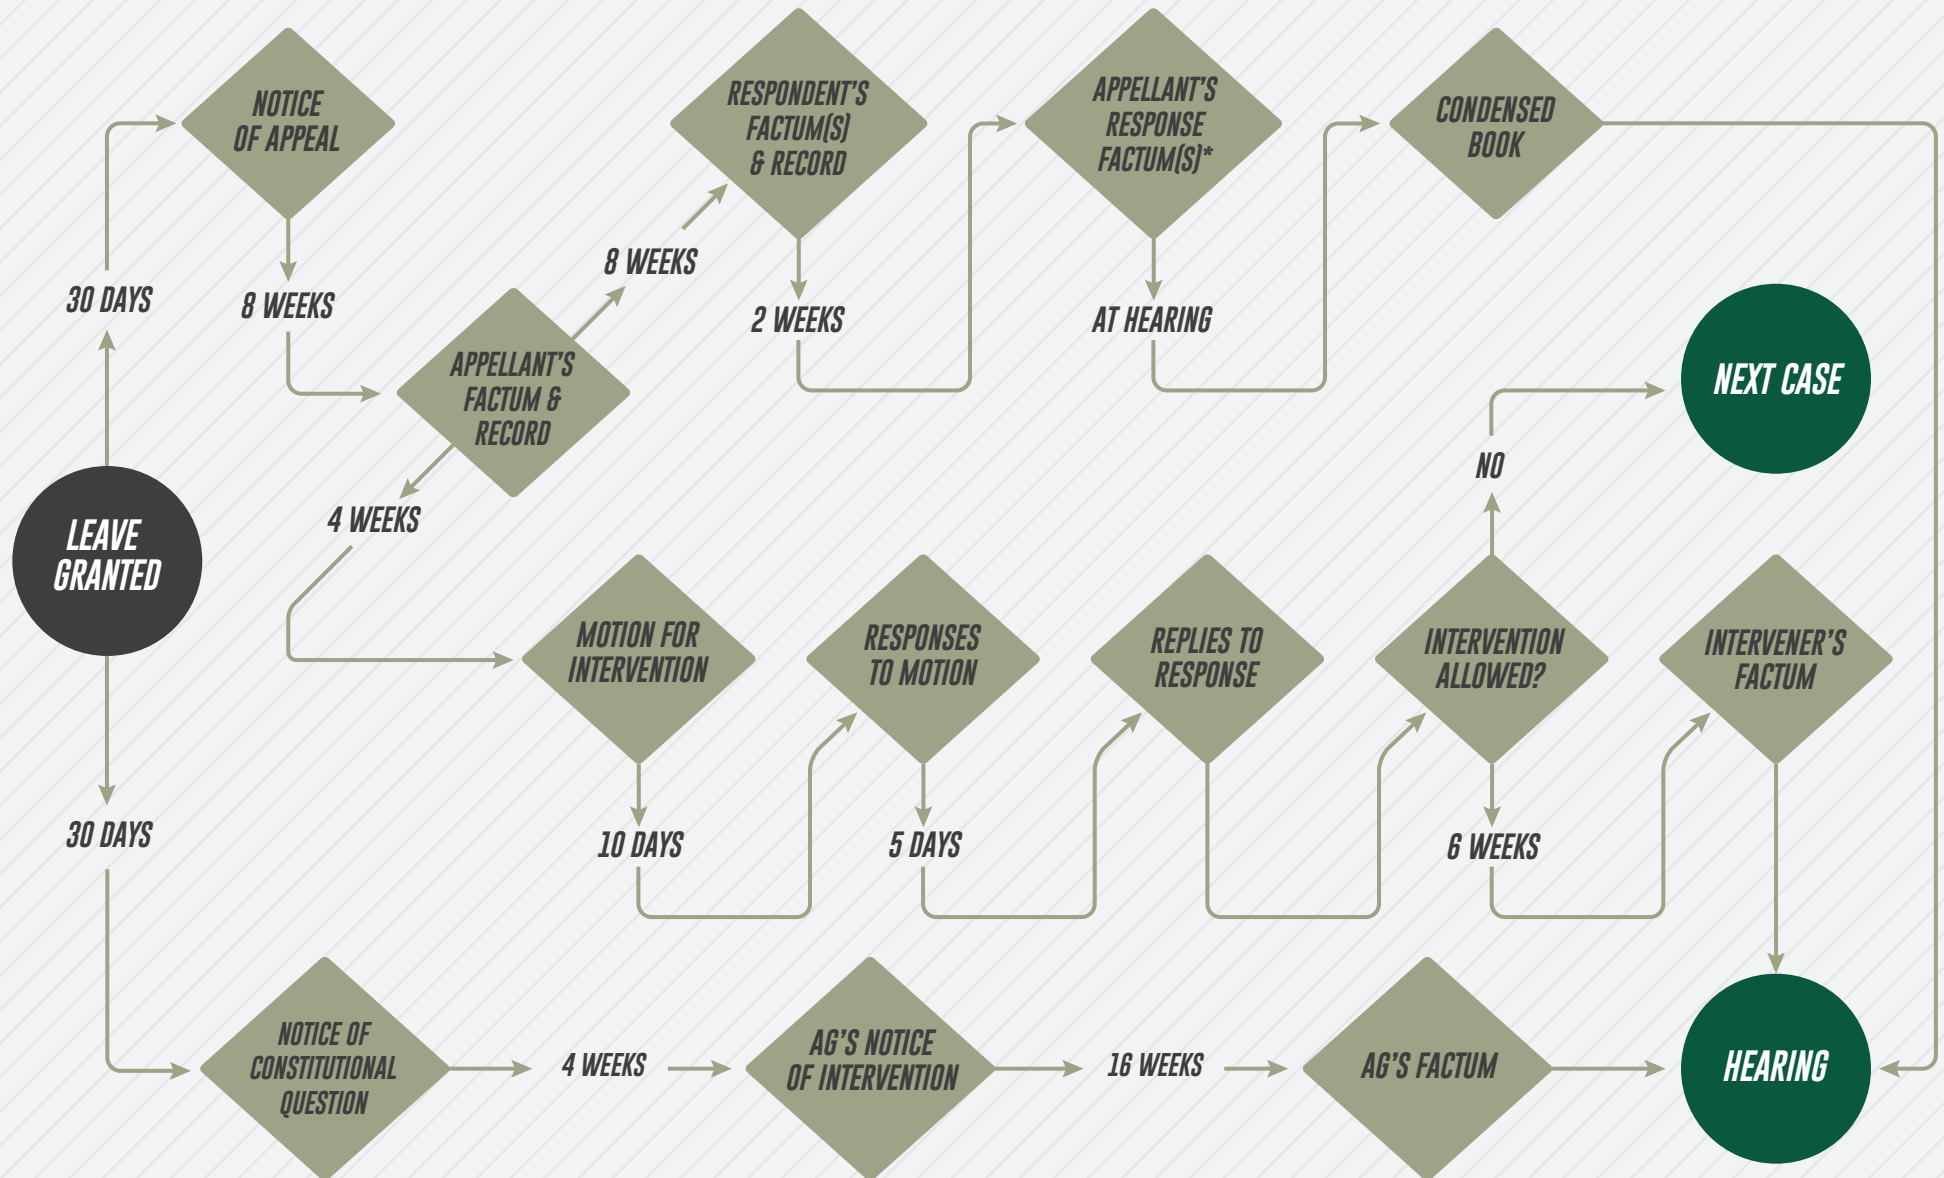 NOTICE
OF APPEAL
RESPONDENT'S
FACTUM(S)
& RECORD
APPELLANT'S
RESPONSE
FACTUM(S)*
CONDENSED
BOOK
30 DAYS
8 WEEKS
8 WEEKS
2 WEEKS
AT HEARING
APPELLANT'S
FACTUM &
RECORD
NEXT CASE
NO
4 WEEKS
LEAVE
GRANTED
MOTION FOR
INTERVENTION
RESPONSES
TO MOTION
REPLIES TO
RESPONSE
INTERVENTION
ALLOWED?
INTERVENER'S
FACTUM
30 DAYS
10 DAYS
5 DAYS
6 WEEKS
NOTICE OF
CONSTITUTIONAL
QUESTION
4 WEEKS
AG'S NOTICE
OF INTERVENTION
16 WEEKS
AG'S FACTUM
HEARING